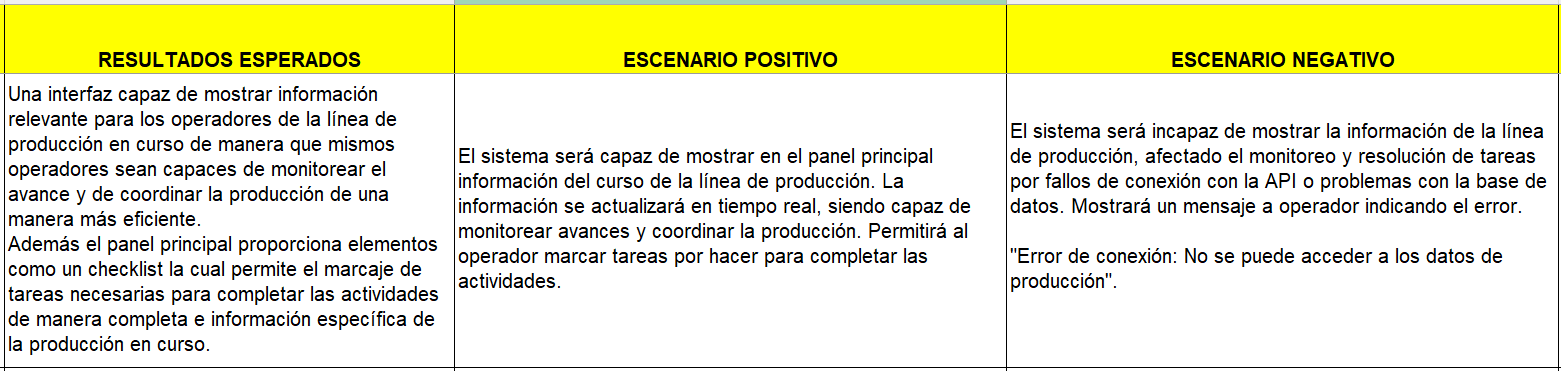 RESULTADOS ESPERADOS
ESCENARIO POSITIVO
ESCENARIO NEGATIVO
Una interfaz capaz de mostrar información
relevante para los operadores de la línea de
producción en curso de manera que mismos
operadores sean capaces de monitorear el
avance y de coordinar la producción de una
manera más eficiente.
Además el panel principal proporciona elementos
como un checklist la cual permite el marcaje de
tareas necesarias para completar las actividades
de manera completa e información específica de
la producción en curso.
El sistema será capaz de mostrar en el panel principal
información del curso de la línea de producción. La
información se actualizará en tiempo real, siendo capaz de
monitorear avances y coordinar la producción. Permitirá al
operador marcar tareas por hacer para completar las
actividades.
El sistema será incapaz de mostrar la información de la línea
de producción, afectado el monitoreo y resolución de tareas
por fallos de conexión con la API o problemas con la base de
datos. Mostrará un mensaje a operador indicando el error.
"Error de conexión: No se puede acceder a los datos de
producción".